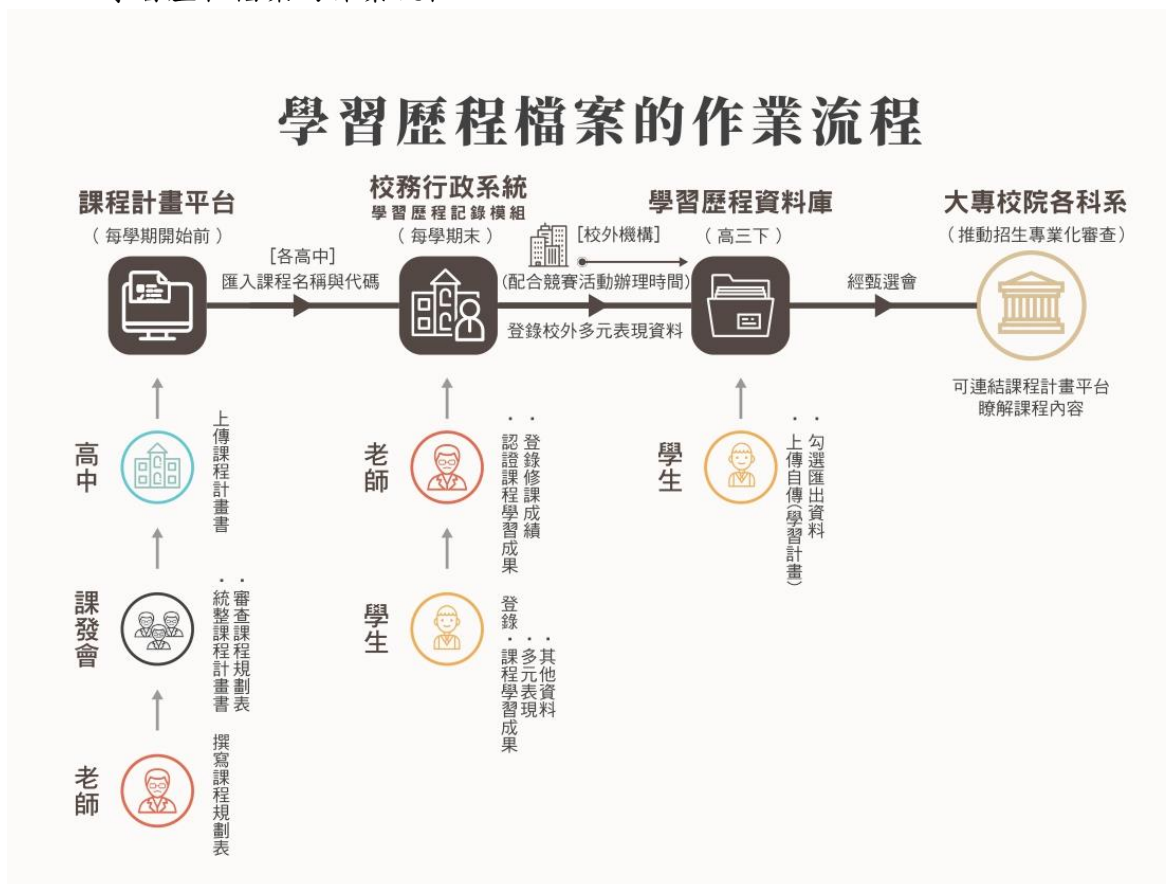 學習歷程檔案的作業流程
課程計畫平台
（每學期開始前）
[各高中]
匯入課程名稱與代碼
校務行政系統
學習歷程記錄模組
（每學期末）
[校外機構]
(配合競賽活動辦理時間)
登錄校外多元表現資料
學習歷程資料庫
（高三下）
經甄選會
大專校院各科系
（推動招生專業化審查）
可連結課程計畫平台
瞭解課程內容
高中
上傳課程計畫書
課發會
・審查課程規劃表
・統整課程計畫書
老師
撰寫課程規劃表
老師
・登錄修課成績
・認證課程學習成果
學生
登錄
・其他資料
・多元表現
・課程學習成果
學生
・勾選匯出資料
・上傳自傳(學習計畫)